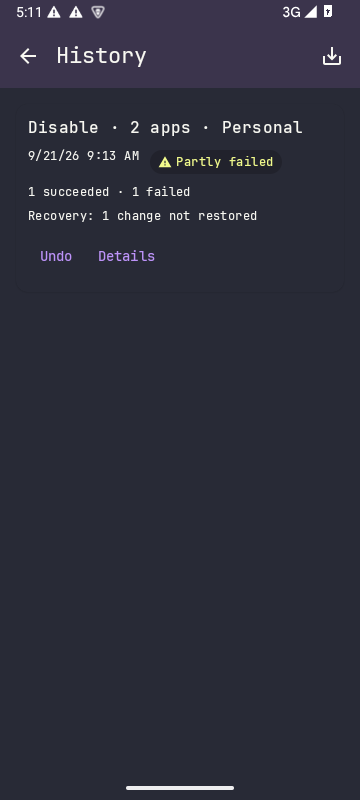 5:11
3G
History
Disable · 2 apps · Personal
9/21/26 9:13 AM
Partly failed
1 succeeded · 1 failed
Recovery: 1 change not restored
Undo
Details